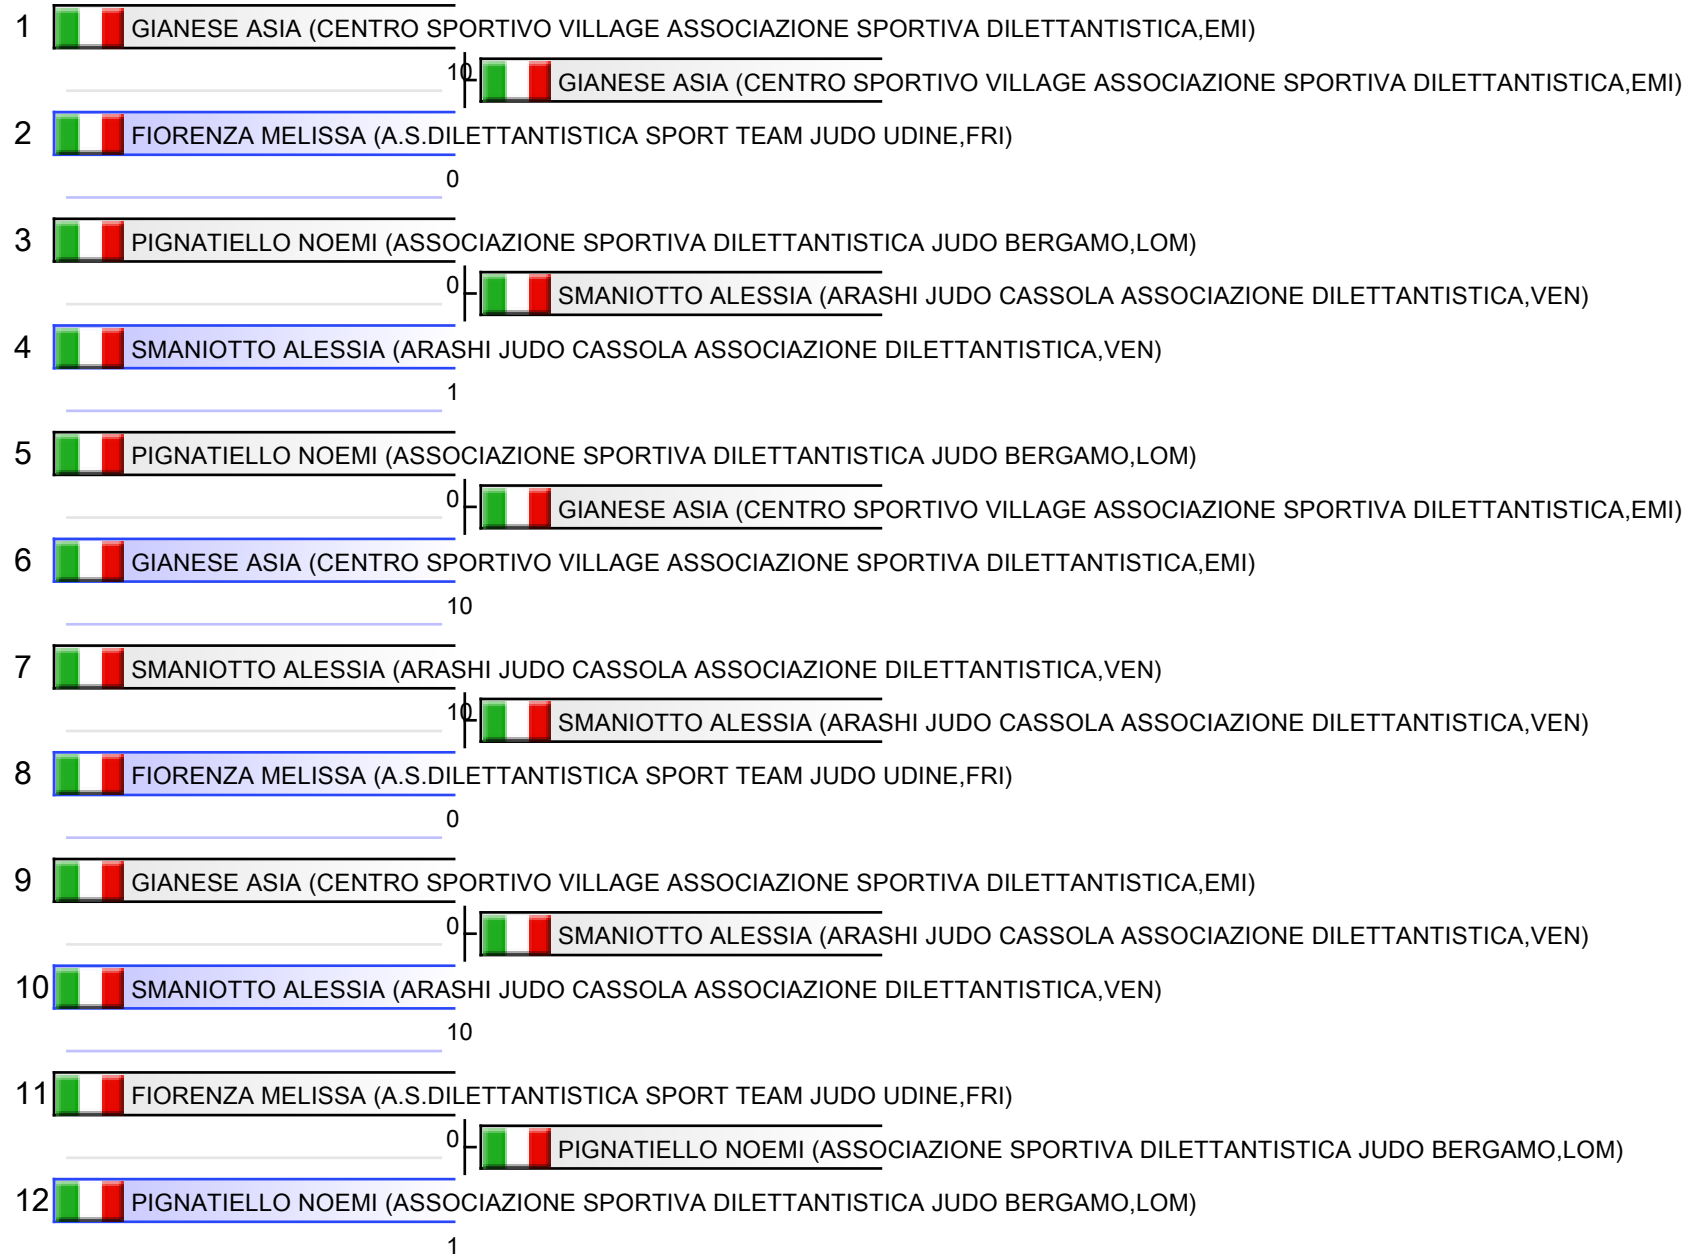 1 GIANESE ASIA (CENTRO SPORTIVO VILLAGE ASSOCIAZIONE SPORTIVA DILETTANTISTICA,EMI)
10 GIANESE ASIA (CENTRO SPORTIVO VILLAGE ASSOCIAZIONE SPORTIVA DILETTANTISTICA,EMI)
2 FIORENZA MELISSA (A.S.DILETTANTISTICA SPORT TEAM JUDO UDINE,FRI)
0
3 PIGNATIELLO NOEMI (ASSOCIAZIONE SPORTIVA DILETTANTISTICA JUDO BERGAMO,LOM)
0 SMANIOTTO ALESSIA (ARASHI JUDO CASSOLA ASSOCIAZIONE DILETTANTISTICA,VEN)
4 SMANIOTTO ALESSIA (ARASHI JUDO CASSOLA ASSOCIAZIONE DILETTANTISTICA,VEN)
1
5 PIGNATIELLO NOEMI (ASSOCIAZIONE SPORTIVA DILETTANTISTICA JUDO BERGAMO,LOM)
0 GIANESE ASIA (CENTRO SPORTIVO VILLAGE ASSOCIAZIONE SPORTIVA DILETTANTISTICA,EMI)
6 GIANESE ASIA (CENTRO SPORTIVO VILLAGE ASSOCIAZIONE SPORTIVA DILETTANTISTICA,EMI)
10
7 SMANIOTTO ALESSIA (ARASHI JUDO CASSOLA ASSOCIAZIONE DILETTANTISTICA,VEN)
10 SMANIOTTO ALESSIA (ARASHI JUDO CASSOLA ASSOCIAZIONE DILETTANTISTICA,VEN)
8 FIORENZA MELISSA (A.S.DILETTANTISTICA SPORT TEAM JUDO UDINE,FRI)
0
9 GIANESE ASIA (CENTRO SPORTIVO VILLAGE ASSOCIAZIONE SPORTIVA DILETTANTISTICA,EMI)
0 SMANIOTTO ALESSIA (ARASHI JUDO CASSOLA ASSOCIAZIONE DILETTANTISTICA,VEN)
10 SMANIOTTO ALESSIA (ARASHI JUDO CASSOLA ASSOCIAZIONE DILETTANTISTICA,VEN)
10
11 FIORENZA MELISSA (A.S.DILETTANTISTICA SPORT TEAM JUDO UDINE,FRI)
0 PIGNATIELLO NOEMI (ASSOCIAZIONE SPORTIVA DILETTANTISTICA JUDO BERGAMO,LOM)
12 PIGNATIELLO NOEMI (ASSOCIAZIONE SPORTIVA DILETTANTISTICA JUDO BERGAMO,LOM)
1